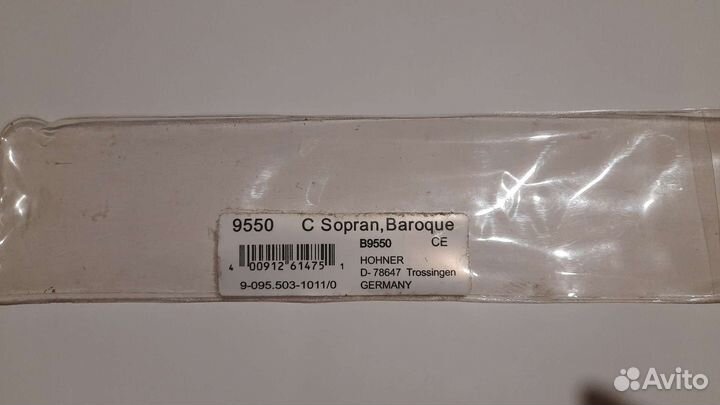 9550 C Sopran,Baroque
B9550 CE
4 00912 61475 1
HOHNER
D- 78647 Trossingen
9-095.503-1011/0 GERMANY
Avito